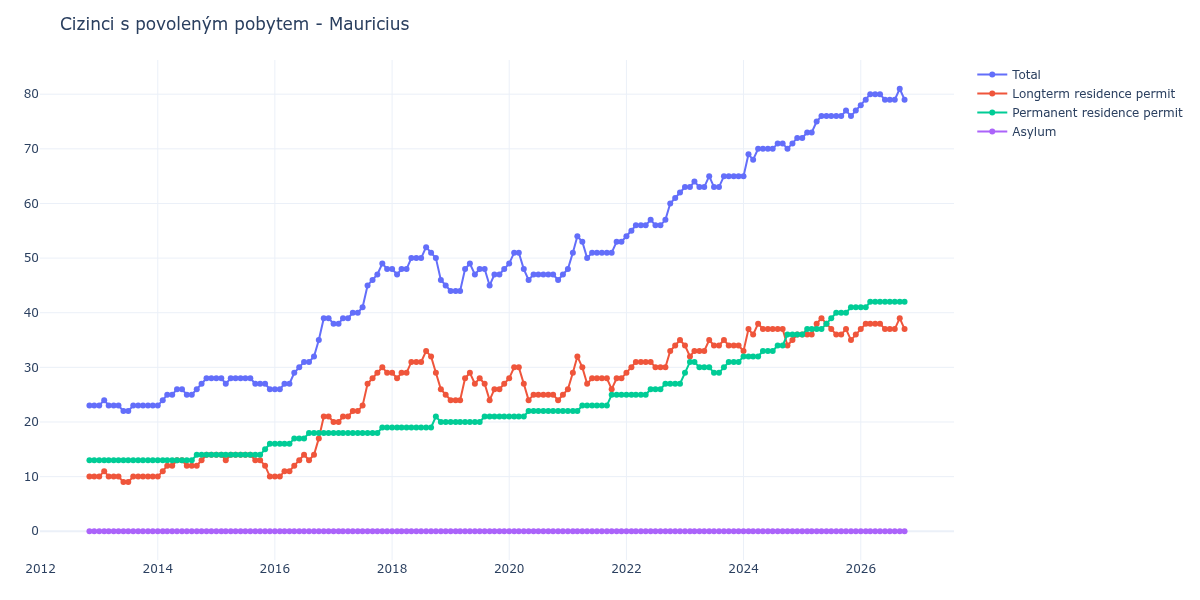 Cizinci s povoleným pobytem - Mauricius
Total
Longterm residence permit
Permanent residence permit
Asylum
80
70
60
50
40
30
20
10
0
2012 2014 2016 2018 2020 2022 2024 2026